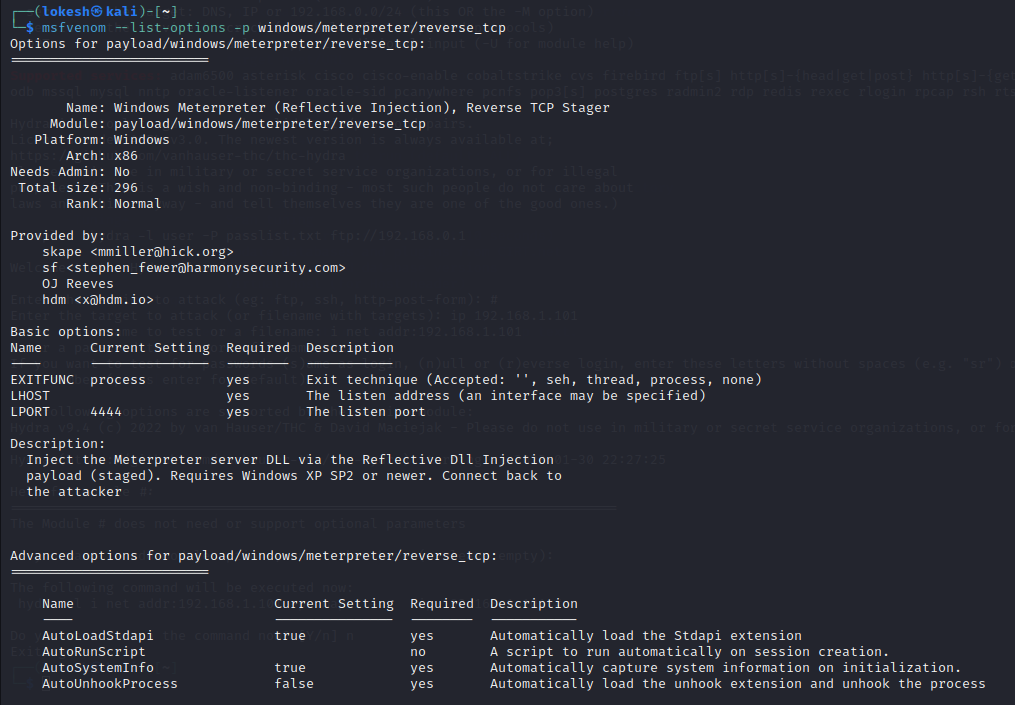 ┌──(lokesh㉿kali)-[~]
└─$ msfvenom --list-options -p windows/meterpreter/reverse_tcp
Options for payload/windows/meterpreter/reverse_tcp:
Name: Windows Meterpreter (Reflective Injection), Reverse TCP Stager
Module: payload/windows/meterpreter/reverse_tcp
Platform: Windows
Arch: x86
Needs Admin: No
Total size: 296
Rank: Normal
Provided by:
skape <mmiller@hick.org>
sf <stephen_fewer@harmonysecurity.com>
OJ Reeves
hdm <x@hdm.io>
Basic options:
Name Current Setting Required Description
EXITFUNC process yes Exit technique (Accepted: '', seh, thread, process, none)
LHOST yes The listen address (an interface may be specified)
LPORT 4444 yes The listen port
Description:
Inject the Meterpreter server DLL via the Reflective Dll Injection
payload (staged). Requires Windows XP SP2 or newer. Connect back to
the attacker
Advanced options for payload/windows/meterpreter/reverse_tcp:
Name Current Setting Required Description
AutoLoadStdapi true yes Automatically load the Stdapi extension
AutoRunScript no A script to run automatically on session creation.
AutoSystemInfo true yes Automatically capture system information on initialization.
AutoUnhookProcess false yes Automatically load the unhook extension and unhook the process